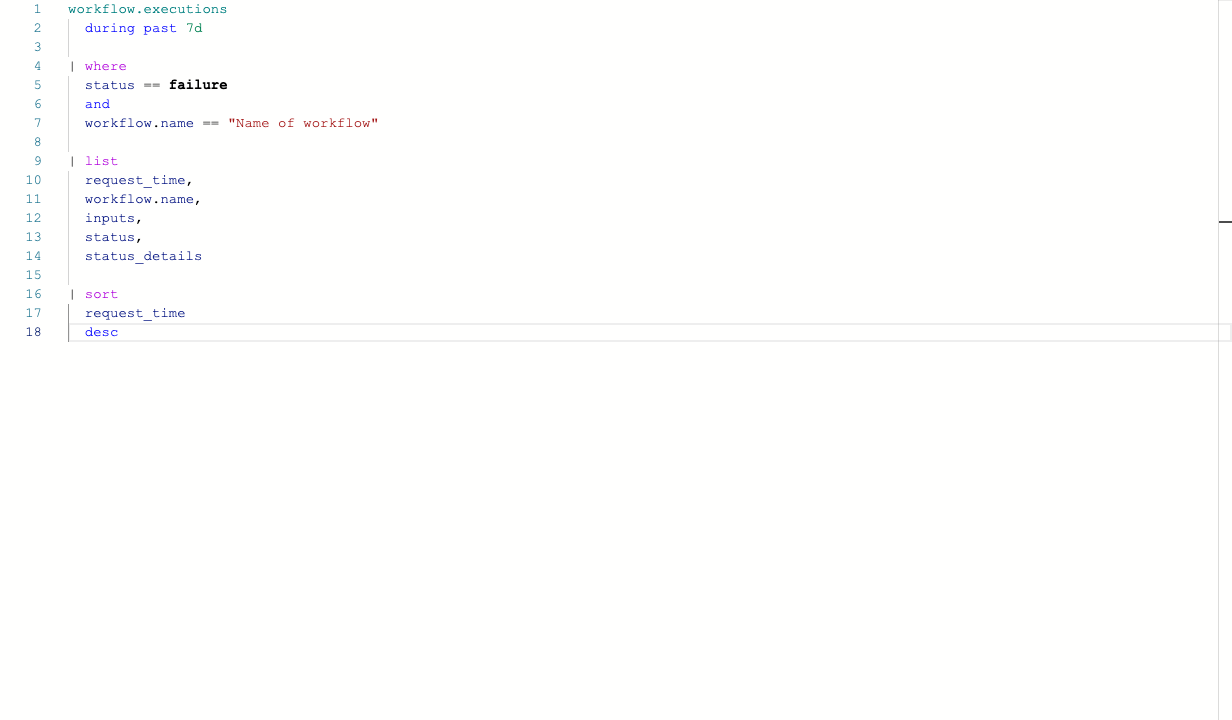 1 workflow.executions
2 during past 7d
3
4 | where
5 status == failure
6 and
7 workflow.name == "Name of workflow"
8
9 | list
10 request_time,
11 workflow.name,
12 inputs,
13 status,
14 status_details
15
16 | sort
17 request_time
18 desc